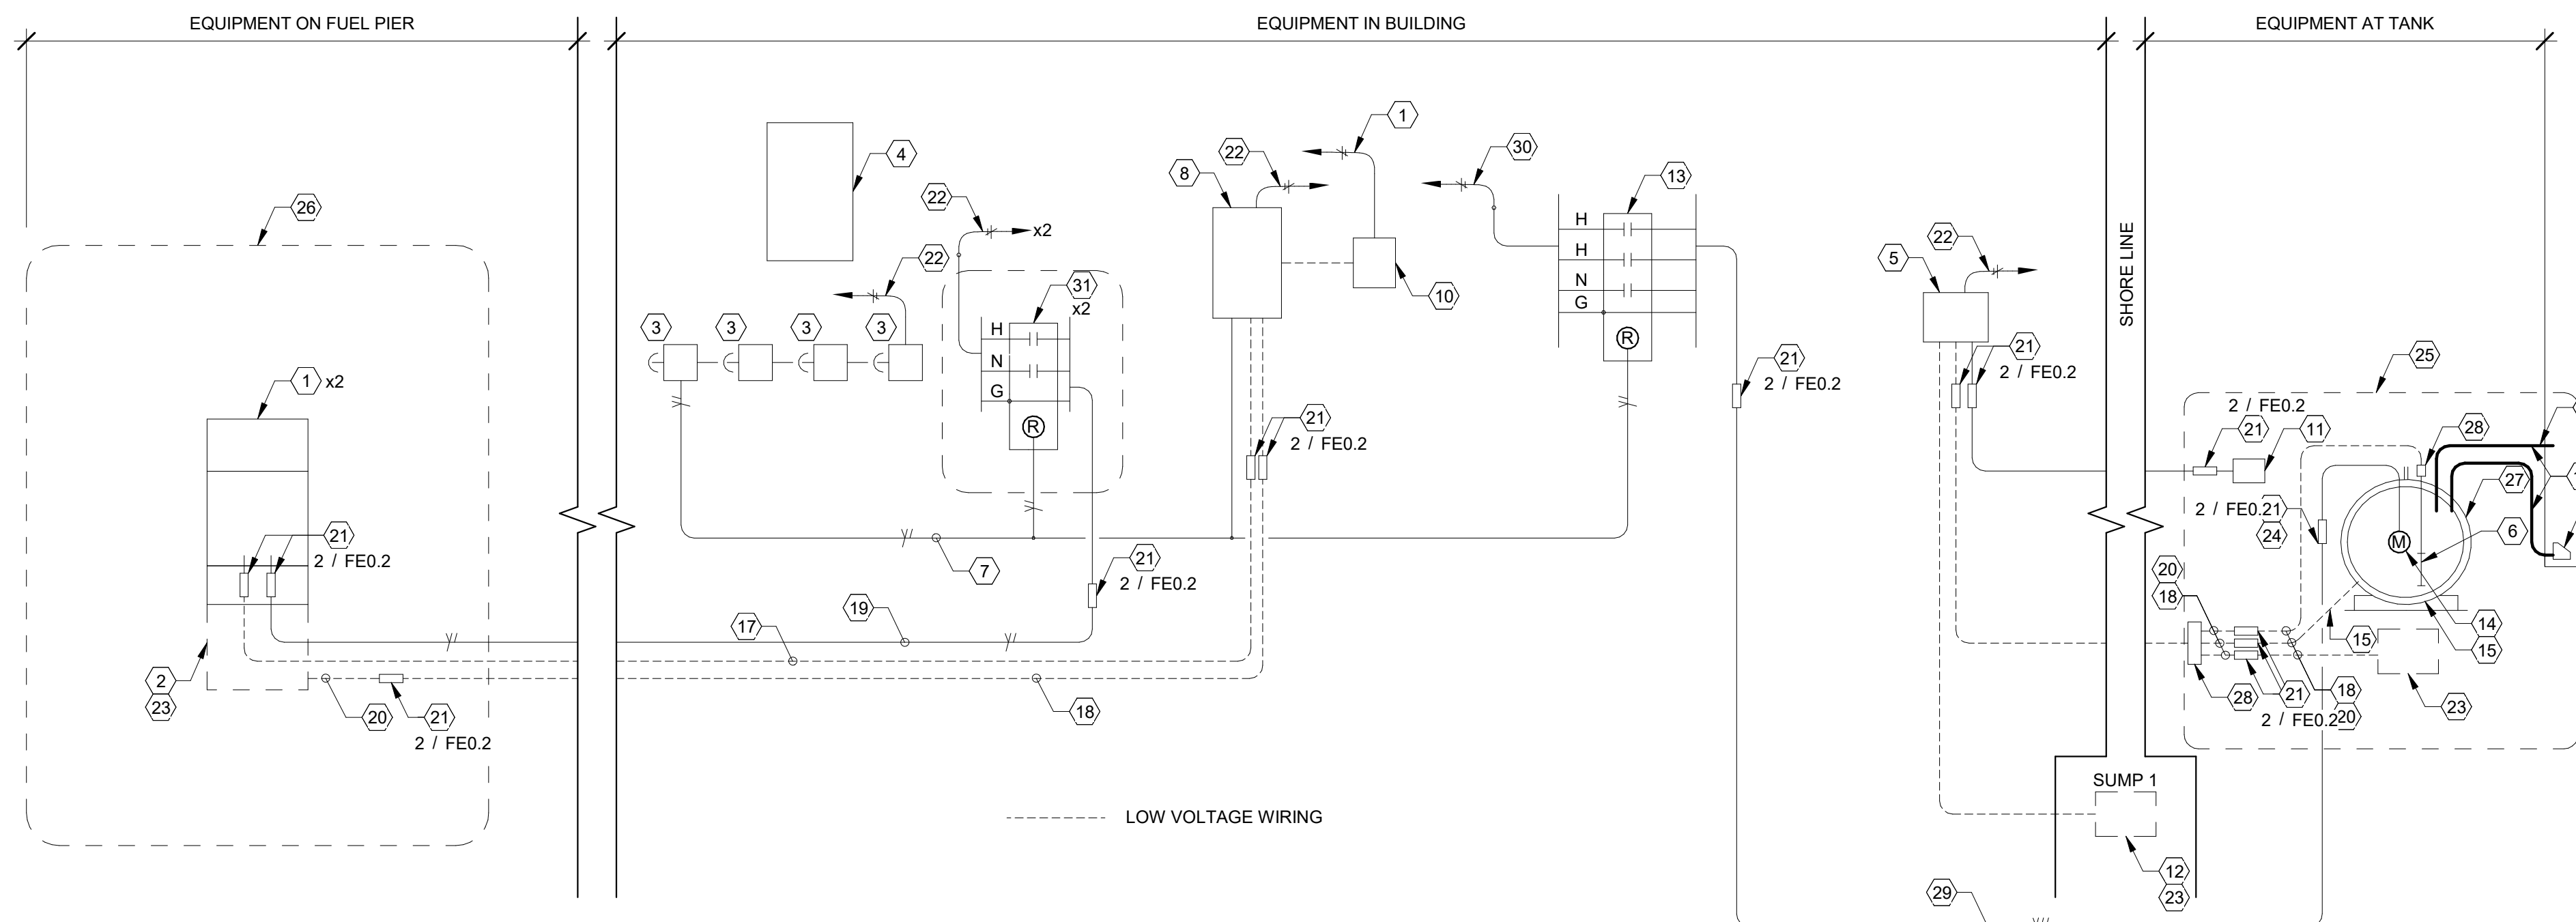 EQUIPMENT ON FUEL PIER
EQUIPMENT IN BUILDING
EQUIPMENT AT TANK
1
30
4
22
8
13
22
x2
26
22
H
H
N
G
R
SHORE LINE
22
5
31
x2
10
3
3
3
3
H
N
G
R
21
2 / FE0.2
21
2 / FE0.2
25
1 x2
2 / FE0.2
21
11
28
21
2 / FE0.2
27
21
2 / FE0.2
2 / FE0.2
21
24
M
6
7
21
2 / FE0.2
20
18
19
17
14
15
15
2
23
20
21
2 / FE0.2
18
28
21
2 / FE0.2
18
20
23
SUMP 1
LOW VOLTAGE WIRING
12
23
29